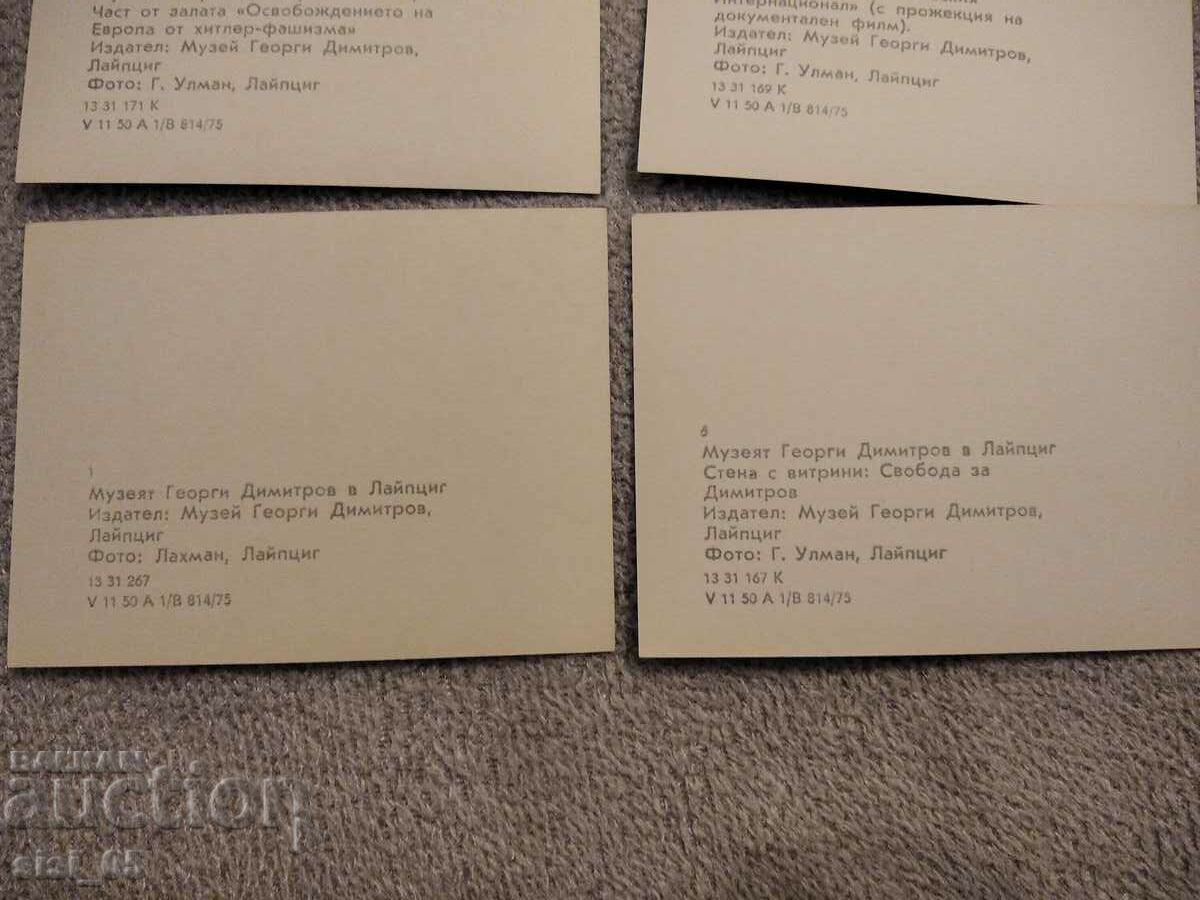 Част от залата «Освобождението на
Европа от хитлер-фашизма»
Издател: Музей Георги Димитров,
Лайпциг
Фото: Г. Улман, Лайпциг
13 31 171 K
V 11 50 A 1/B 814/75
Интернационал» (с прожекция на
документален филм).
Издател: Музей Георги Димитров,
Лайпциг
Фото: Г. Улман, Лайпциг
13 31 169 K
V 11 50 A 1/B 814/75
1
Музеят Георги Димитров в Лайпциг
Издател: Музей Георги Димитров,
Лайпциг
Фото: Лахман, Лайпциг
13 31 267
V 11 50 A 1/B 814/75
6
Музеят Георги Димитров в Лайпциг
Стена с витрини: Свобода за
Димитров
Издател: Музей Георги Димитров,
Лайпциг
Фото: Г. Улман, Лайпциг
13 31 167 K
V 11 50 A 1/B 814/75
BALKAN
auction
sisi_05